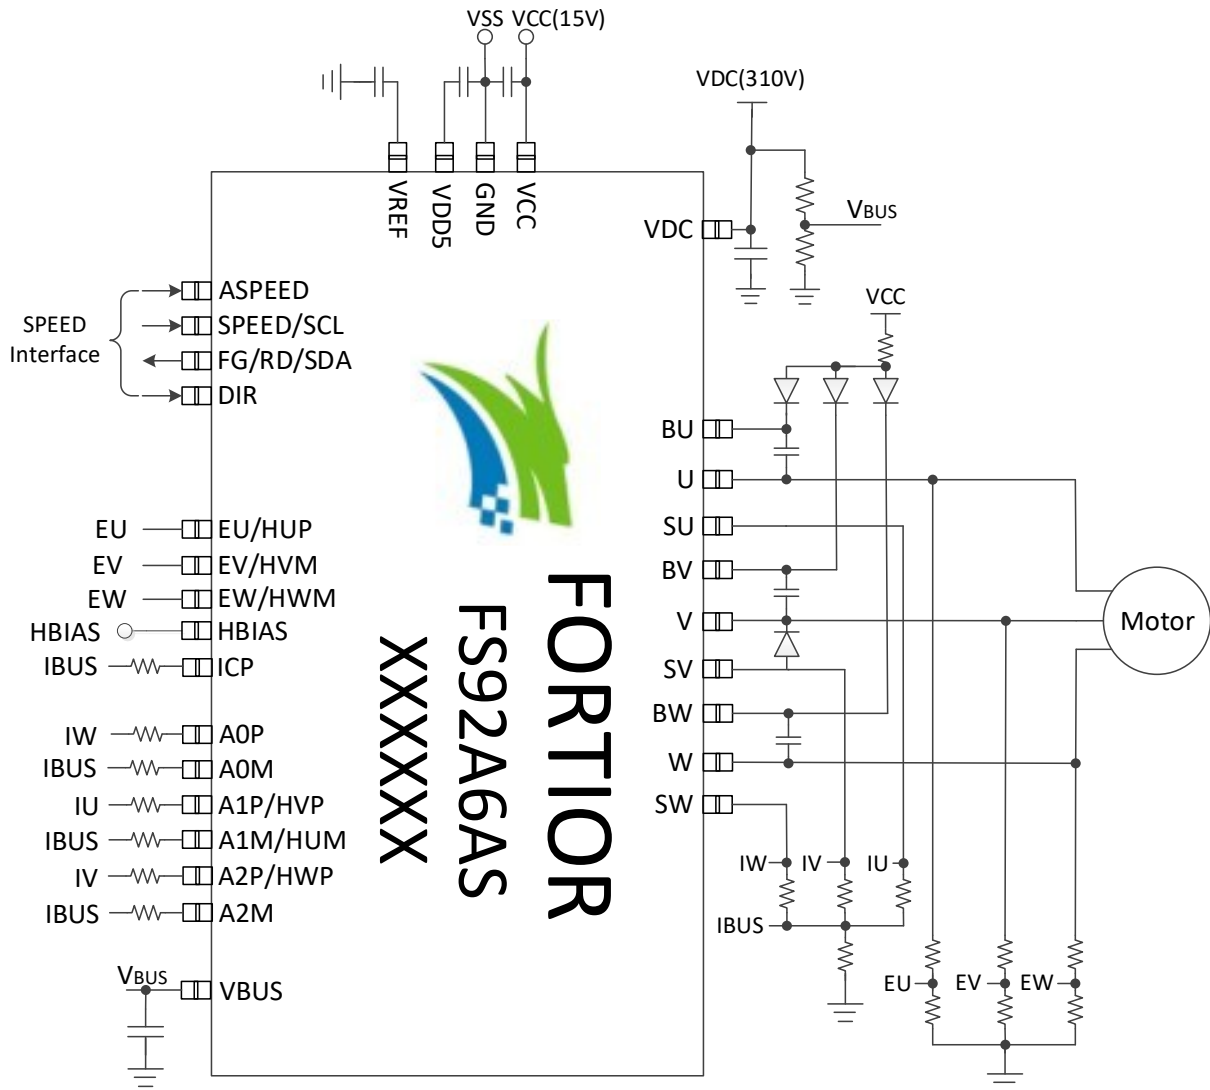 VSS VCC(15V)
VDC(310V)
VREF
VDD5
GND
VCC
VDC
VBUS
SPEED
Interface
ASPEED
SPEED/SCL
FG/RD/SDA
DIR
VCC
BU
U
SU
BV
V
SV
BW
W
SW
Motor
EU EU/HUP
EV EV/HVM
EW EW/HWM
HBIAS HBIAS
IBUS ICP
IW A0P
IBUS A0M
IU A1P/HVP
IBUS A1M/HUM
IV A2P/HWP
IBUS A2M
VBUS VBUS
FORTIOR
FS92A6AS
XXXXXXX
IW IV IU
IBUS
EU EV EW